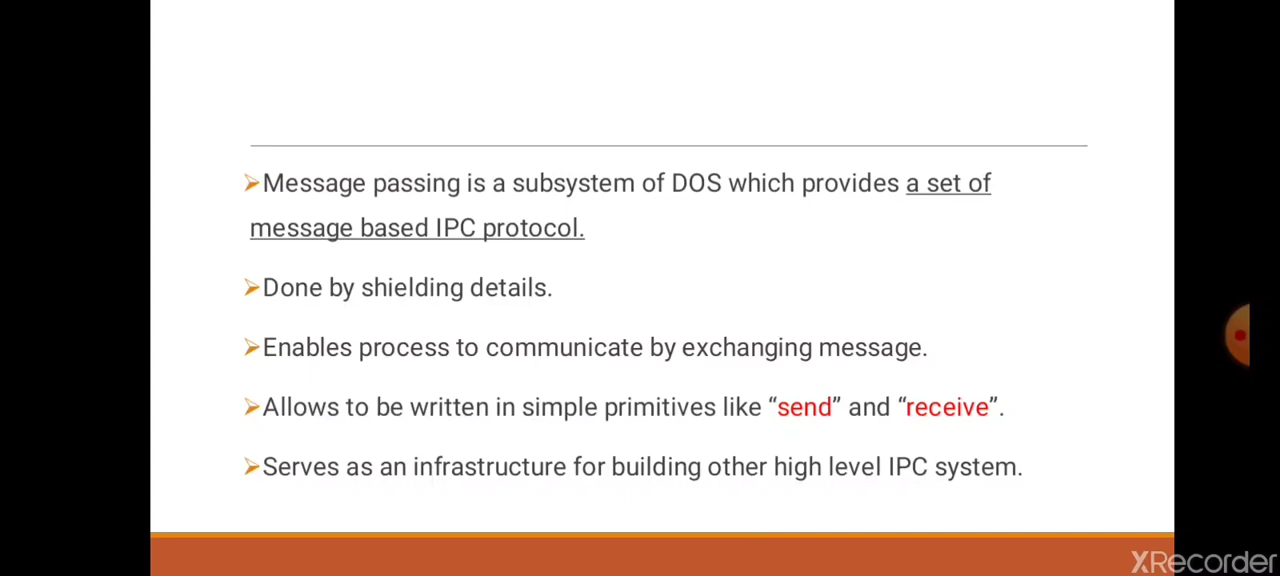 ➢Message passing is a subsystem of DOS which provides a set of
message based IPC protocol.
➢Done by shielding details.
➢Enables process to communicate by exchanging message.
➢Allows to be written in simple primitives like “send” and “receive”.
➢Serves as an infrastructure for building other high level IPC system.
XRecorder